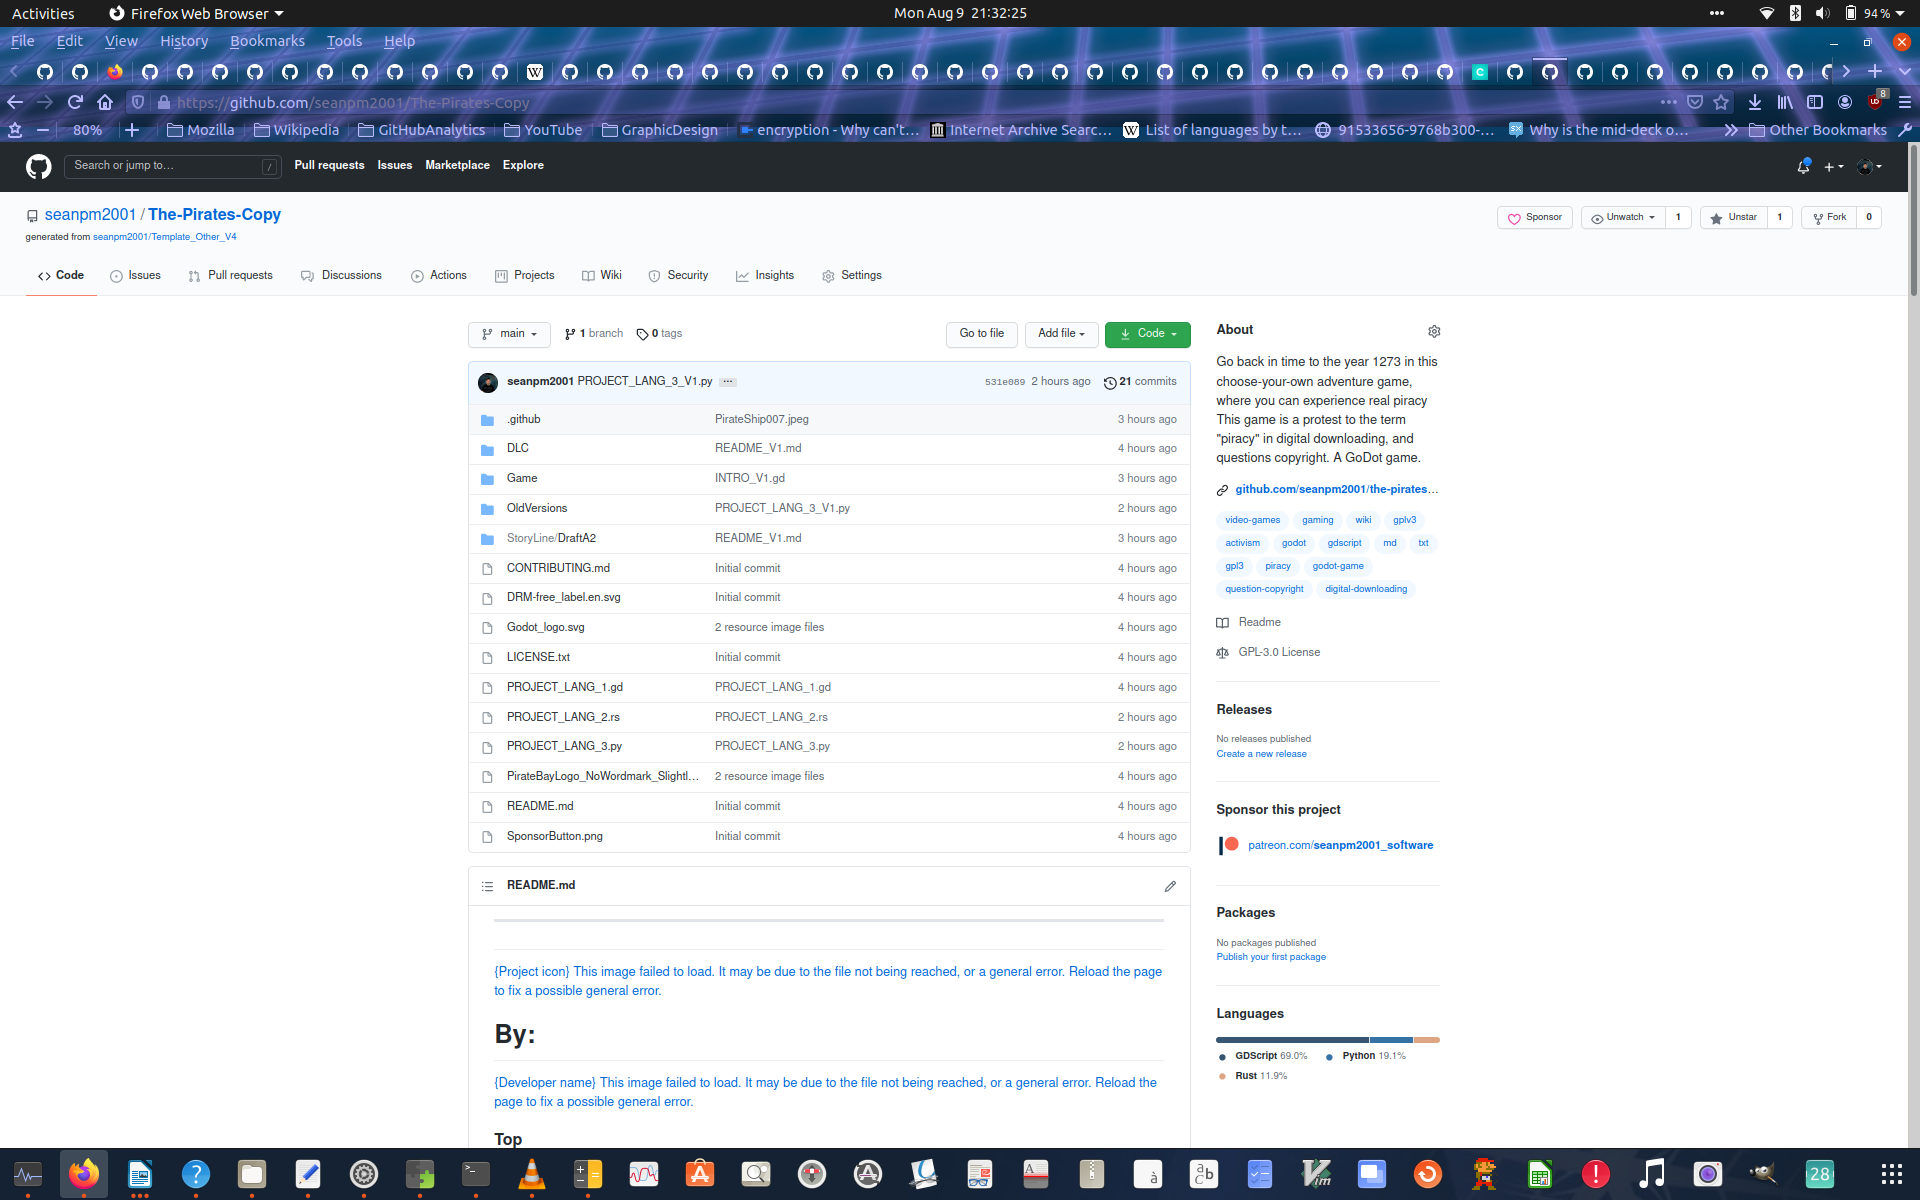 Activities
Firefox Web Browser
Mon Aug 9 21:32:25
94 %
File Edit View History Bookmarks Tools Help
https://github.com/seanpm2001/The-Pirates-Copy
8
80%
Mozilla
Wikipedia
GitHubAnalytics
YouTube
GraphicDesign
encryption - Why can't…
Internet Archive Searc…
List of languages by t…
91533656-9768b300-…
Why is the mid-deck o…
Other Bookmarks
Search or jump to…
/
Pull requests
Issues
Marketplace
Explore
seanpm2001 / The-Pirates-Copy
generated from seanpm2001/Template_Other_V4
Sponsor
Unwatch 1
Unstar 1
Fork 0
Code
Issues
Pull requests
Discussions
Actions
Projects
Wiki
Security
Insights
Settings
main
1 branch
0 tags
Go to file
Add file
Code
seanpm2001 PROJECT_LANG_3_V1.py …
531e089 2 hours ago
21 commits
.github PirateShip007.jpeg 3 hours ago
DLC README_V1.md 4 hours ago
Game INTRO_V1.gd 3 hours ago
OldVersions PROJECT_LANG_3_V1.py 2 hours ago
StoryLine/DraftA2 README_V1.md 3 hours ago
CONTRIBUTING.md Initial commit 4 hours ago
DRM-free_label.en.svg Initial commit 4 hours ago
Godot_logo.svg 2 resource image files 4 hours ago
LICENSE.txt Initial commit 4 hours ago
PROJECT_LANG_1.gd PROJECT_LANG_1.gd 4 hours ago
PROJECT_LANG_2.rs PROJECT_LANG_2.rs 2 hours ago
PROJECT_LANG_3.py PROJECT_LANG_3.py 2 hours ago
PirateBayLogo_NoWordmark_Slightl… 2 resource image files 4 hours ago
README.md Initial commit 4 hours ago
SponsorButton.png Initial commit 4 hours ago
README.md
{Project icon} This image failed to load. It may be due to the file not being reached, or a general error. Reload the page
to fix a possible general error.
By:
{Developer name} This image failed to load. It may be due to the file not being reached, or a general error. Reload the
page to fix a possible general error.
Top
About
Go back in time to the year 1273 in this
choose-your-own adventure game,
where you can experience real piracy
This game is a protest to the term
"piracy" in digital downloading, and
questions copyright. A GoDot game.
github.com/seanpm2001/the-pirates…
video-games gaming wiki gplv3
activism godot gdscript md txt
gpl3 piracy godot-game
question-copyright digital-downloading
Readme
GPL-3.0 License
Releases
No releases published
Create a new release
Sponsor this project
patreon.com/seanpm2001_software
Packages
No packages published
Publish your first package
Languages
GDScript 69.0%
Python 19.1%
Rust 11.9%
28